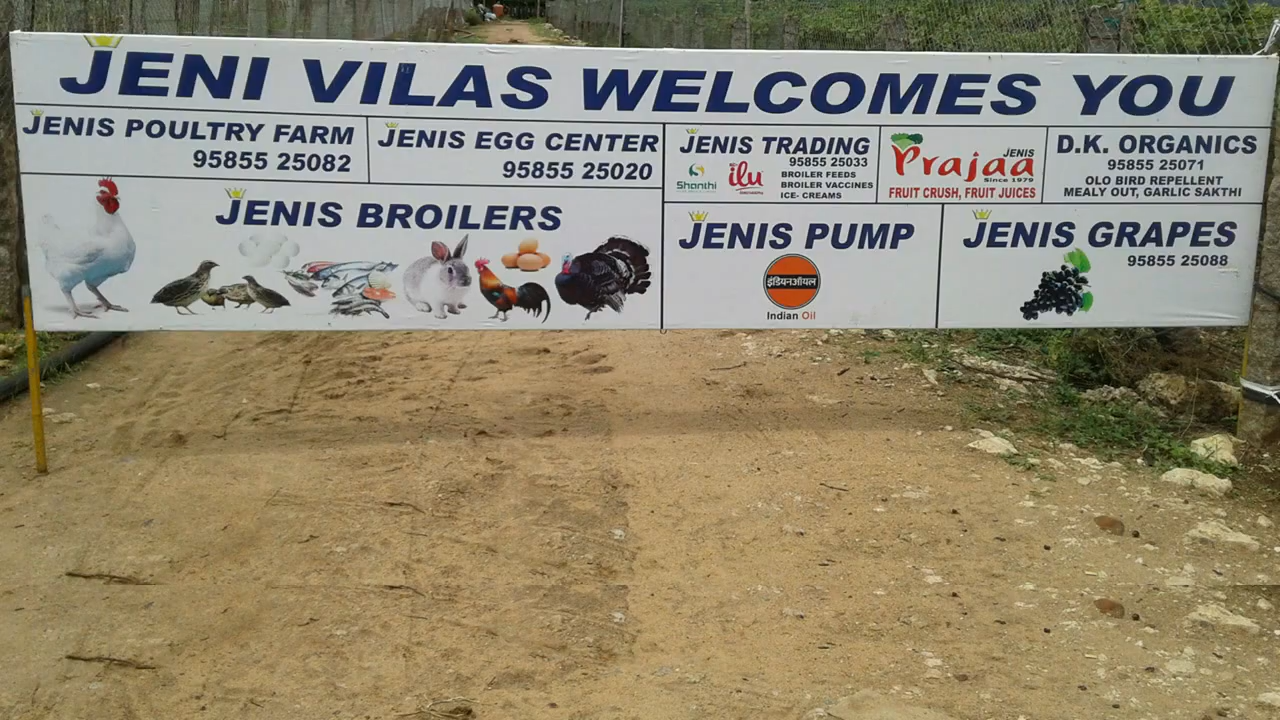 JENI VILAS WELCOMES YOU
JENIS POULTRY FARM
95855 25082
JENIS EGG CENTER
95855 25020
JENIS TRADING
95855 25033
BROILER FEEDS
BROILER VACCINES
ICE- CREAMS
Shanthi
ilu
JENIS
Prajaa
Since 1979
FRUIT CRUSH, FRUIT JUICES
D.K. ORGANICS
95855 25071
OLO BIRD REPELLENT
MEALY OUT, GARLIC SAKTHI
JENIS BROILERS
JENIS PUMP
इंडियनऑयल
Indian Oil
JENIS GRAPES
95855 25088